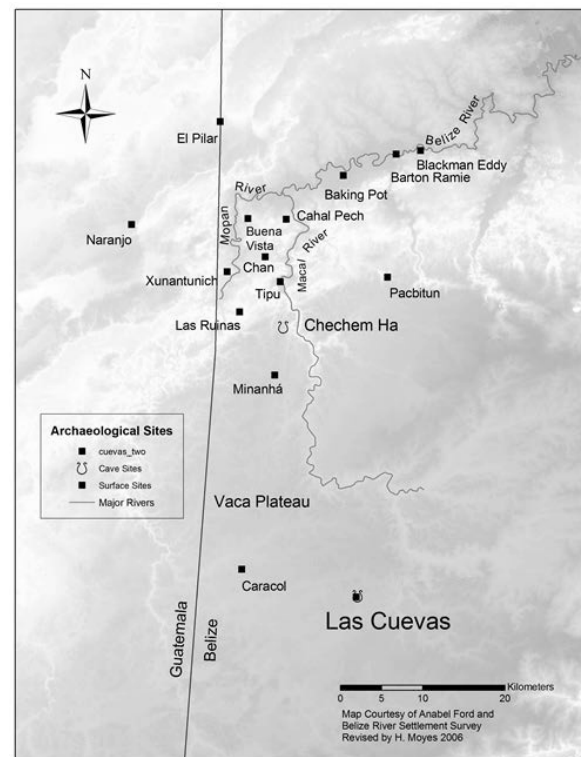 N
El Pilar
Belize River
Blackman Eddy
Barton Ramie
Baking Pot
River
Mopan
Cahal Pech
Buena
Vista
Naranjo
River
Macal
Chan
Xunantunich
Tipu
Pacbitun
Las Ruinas
Chechem Ha
Minanhá
Archaeological Sites
cuevas_two
Cave Sites
Surface Sites
Major Rivers
Vaca Plateau
Caracol
Las Cuevas
Guatemala
Belize
Kilometers
0 5 10 20
Map Courtesy of Anabel Ford and
Belize River Settlement Survey
Revised by H. Moyes 2006